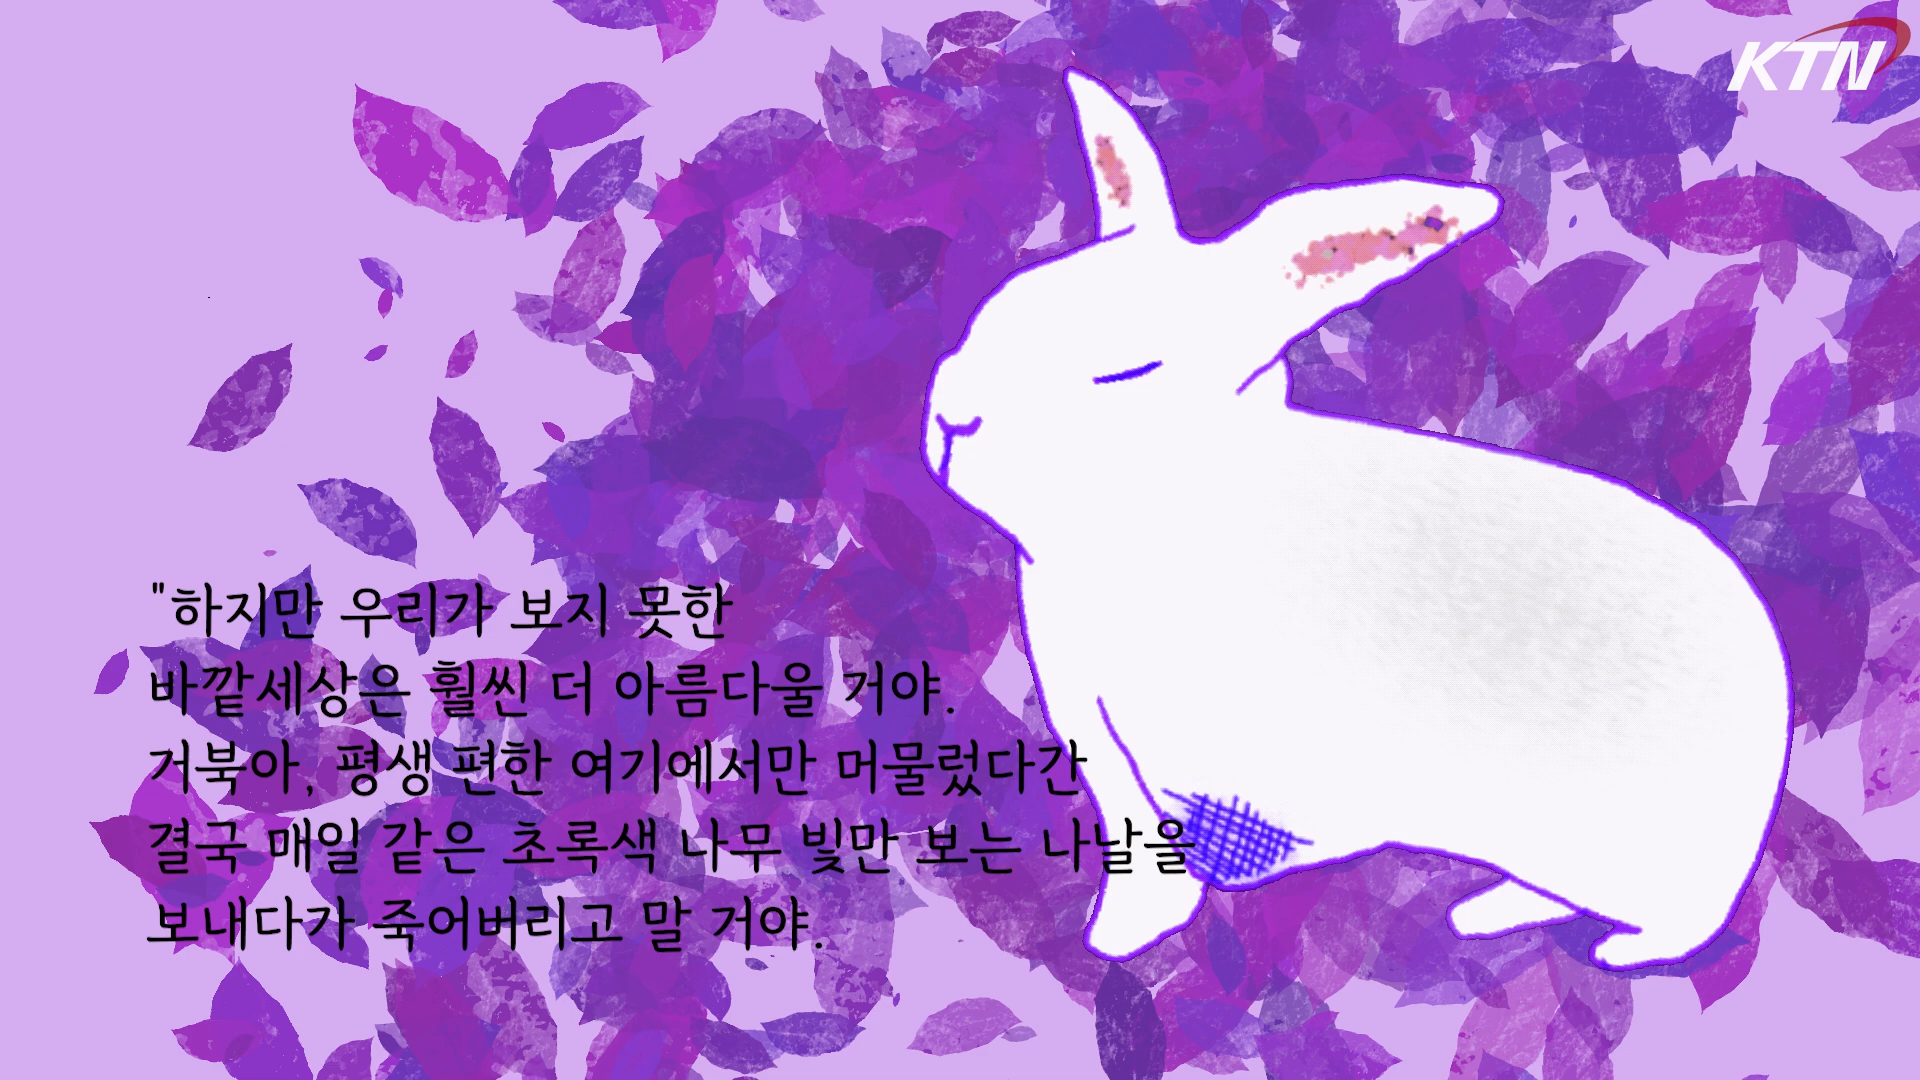 KTN
"하지만 우리가 보지 못한
바깥세상은 훨씬 더 아름다울 거야.
거북아, 평생 편한 여기에서만 머물렀다간
결국 매일 같은 초록색 나무 빛만 보는 나날을
보내다가 죽어버리고 말 거야.